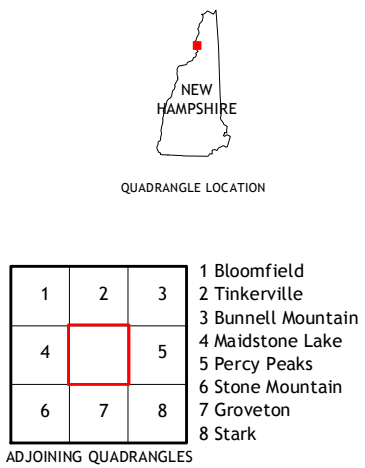 NEW
HAMPSHIRE
QUADRANGLE LOCATION
1 2 3
4 5
6 7 8
1 Bloomfield
2 Tinkerville
3 Bunnell Mountain
4 Maidstone Lake
5 Percy Peaks
6 Stone Mountain
7 Groveton
8 Stark
ADJOINING QUADRANGLES